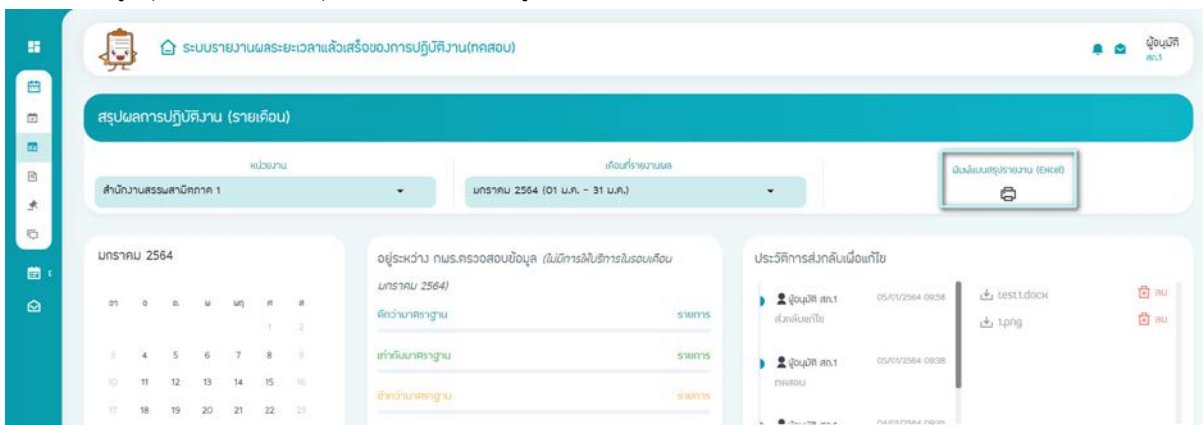 ระบบรายงานผลระยะเวลาแล้วเสร็จของการปฏิบัติงาน(ทดสอบ)
ผู้อนุมัติ
สก.1
สรุปผลการปฏิบัติงาน (รายเดือน)
หน่วยงาน
เดือนที่รายงานผล
พิมพ์แบบสรุปรายงาน (Excel)
สำนักงานสรรพสามิตภาค 1
มกราคม 2564 (01 ม.ค. - 31 ม.ค.)
มกราคม 2564
อา จ อ. พ พฤ ศ ส
1 2
3 4 5 6 7 8 9
10 11 12 13 14 15 16
17 18 19 20 21 22 23
อยู่ระหว่าง กพร.ตรวจสอบข้อมูล (ไม่มีการให้บริการในรอบเดือน
มกราคม 2564)
ดีกว่ามาตราฐาน รายการ
เท่ากับมาตราฐาน รายการ
ช้ากว่ามาตราฐาน รายการ
ประวัติการส่งกลับเพื่อแก้ไข
ผู้อนุมัติ สก.1 05/01/2564 09:58
ส่งกลับแก้ไข
ผู้อนุมัติ สก.1 05/01/2564 09:38
ทดสอบ
test1.docx ลบ
1.png ลบ